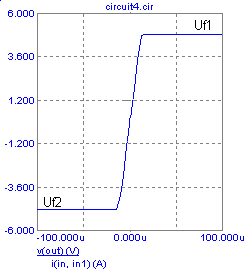 circuit4.cir
6.000
Uf1
3.600
1.200
-1.200
-3.600
Uf2
-6.000
-100.000u 0.000u 100.000u
v(out) (V)
i(in, in1) (A)